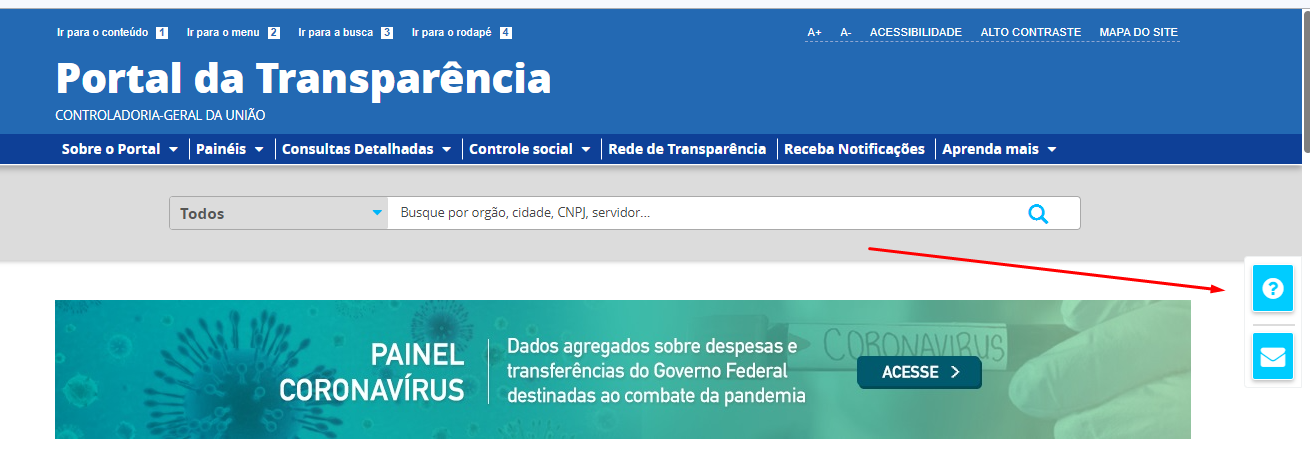 Ir para o conteúdo 1 Ir para o menu 2 Ir para a busca 3 Ir para o rodapé 4
A+ A- ACESSIBILIDADE ALTO CONTRASTE MAPA DO SITE
Portal da Transparência
CONTROLADORIA-GERAL DA UNIÃO
Sobre o Portal Painéis Consultas Detalhadas Controle social Rede de Transparência Receba Notificações Aprenda mais
Todos
Busque por orgão, cidade, CNPJ, servidor...
?
PAINEL
CORONAVÍRUS
Dados agregados sobre despesas e
transferências do Governo Federal
destinadas ao combate da pandemia
CORONAVIRUS
ACESSE >